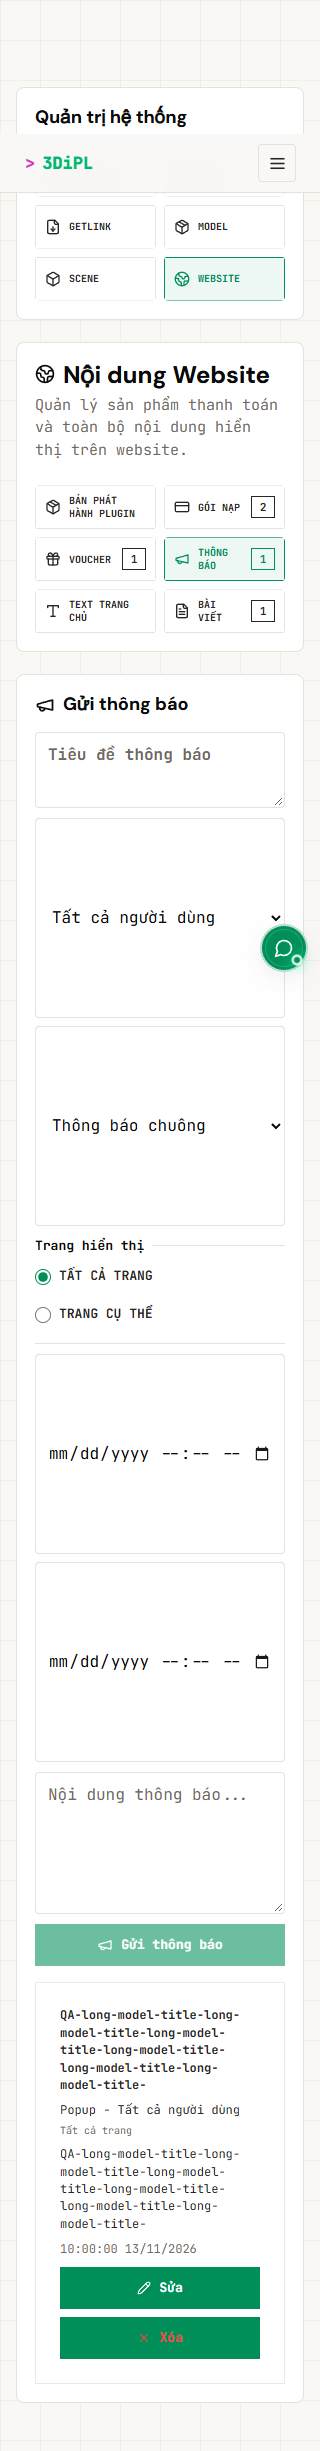 Quản trị hệ thống
> 3DiPL
GETLINK
MODEL
SCENE
WEBSITE
Nội dung Website
Quản lý sản phẩm thanh toán
và toàn bộ nội dung hiển
thị trên website.
BẢN PHÁT
HÀNH PLUGIN
GÓI NẠP 2
VOUCHER 1
THÔNG
BÁO 1
TEXT TRANG
CHỦ
BÀI
VIẾT 1
Gửi thông báo
Tiêu đề thông báo
Tất cả người dùng
Thông báo chuông
Trang hiển thị
TẤT CẢ TRANG
TRANG CỤ THỂ
mm/dd/yyyy --:-- --
mm/dd/yyyy --:-- --
Nội dung thông báo...
Gửi thông báo
QA-long-model-title-long-
model-title-long-model-
title-long-model-title-
long-model-title-long-
model-title-
Popup - Tất cả người dùng
Tất cả trang
QA-long-model-title-long-
model-title-long-model-
title-long-model-title-
long-model-title-long-
model-title-
10:00:00 13/11/2026
Sửa
Xóa